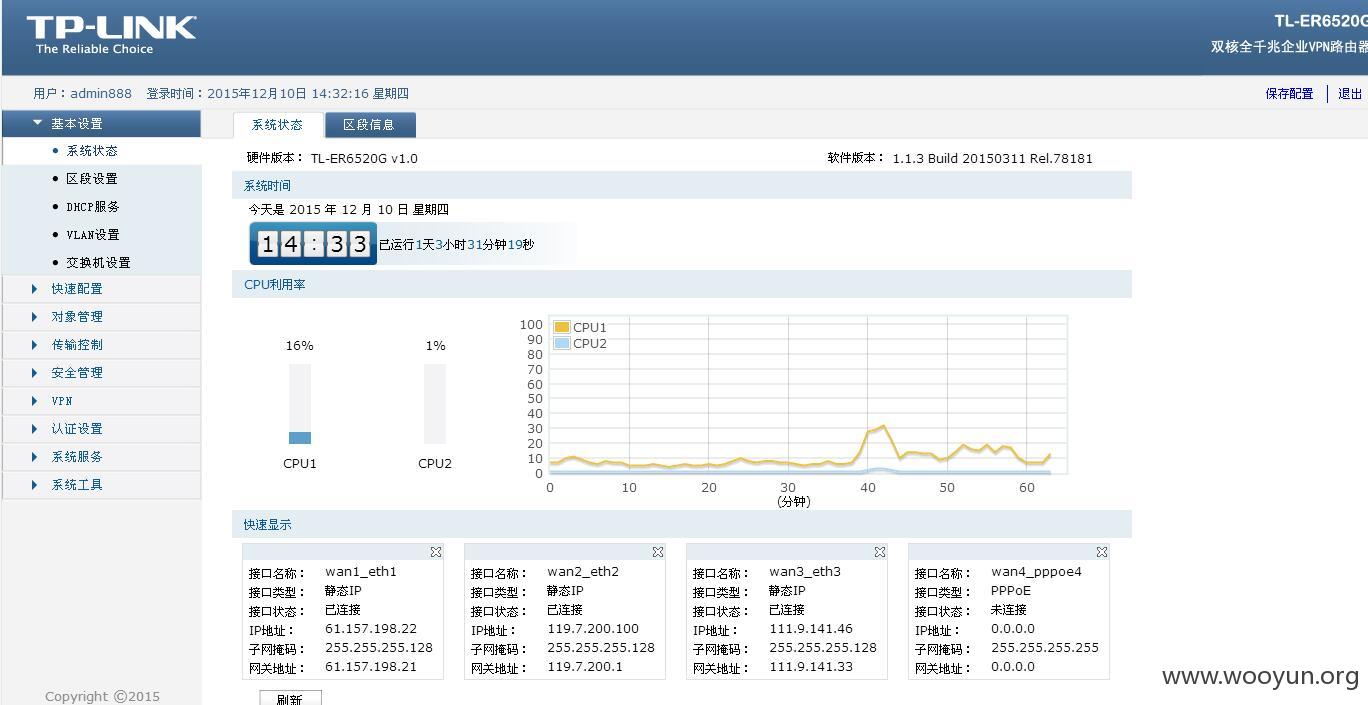 TP-LINK
The Reliable Choice
TL-ER6520G
双核全千兆企业VPN路由器
用户：admin888 登录时间：2015年12月10日 14:32:16 星期四
保存配置 退出
基本设置
系统状态
区段设置
DHCP服务
VLAN设置
交换机设置
快速配置
对象管理
传输控制
安全管理
VPN
认证设置
系统服务
系统工具
Copyright ©2015
系统状态 区段信息
硬件版本： TL-ER6520G v1.0 软件版本： 1.1.3 Build 20150311 Rel.78181
系统时间
今天是 2015 年 12 月 10 日 星期四
14:33 已运行1天3小时31分钟19秒
CPU利用率
16% 1%
CPU1 CPU2
CPU1
CPU2
100
90
80
70
60
50
40
30
20
10
0
0 10 20 30 40 50 60
(分钟)
快速显示
接口名称： wan1_eth1
接口类型： 静态IP
接口状态： 已连接
IP地址： 61.157.198.22
子网掩码： 255.255.255.128
网关地址： 61.157.198.21
接口名称： wan2_eth2
接口类型： 静态IP
接口状态： 已连接
IP地址： 119.7.200.100
子网掩码： 255.255.255.128
网关地址： 119.7.200.1
接口名称： wan3_eth3
接口类型： 静态IP
接口状态： 已连接
IP地址： 111.9.141.46
子网掩码： 255.255.255.128
网关地址： 111.9.141.33
接口名称： wan4_pppoe4
接口类型： PPPoE
接口状态： 未连接
IP地址： 0.0.0.0
子网掩码： 255.255.255.255
网关地址： 0.0.0.0
刷新
www.wooyun.org